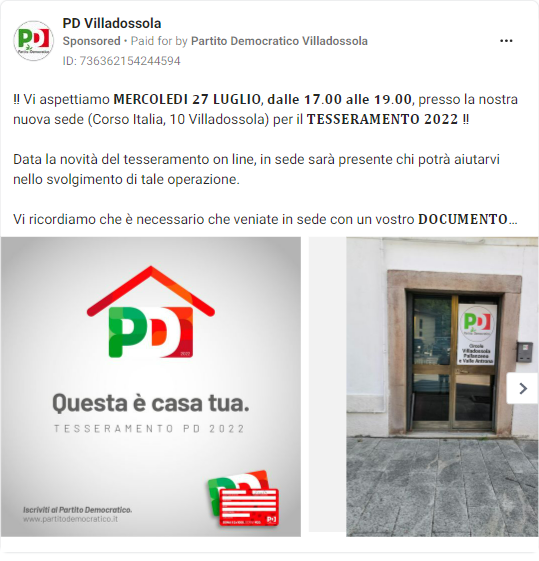 PD Villadossola
Sponsored • Paid for by Partito Democratico Villadossola
ID: 736362154244594
‼ Vi aspettiamo MERCOLEDI 27 LUGLIO, dalle 17.00 alle 19.00, presso la nostra
nuova sede (Corso Italia, 10 Villadossola) per il TESSERAMENTO 2022 ‼
Data la novità del tesseramento on line, in sede sarà presente chi potrà aiutarvi
nello svolgimento di tale operazione.
Vi ricordiamo che è necessario che veniate in sede con un vostro DOCUMENTO…
PD
Questa è casa tua.
TESSERAMENTO PD 2022
Iscriviti al Partito Democratico.
www.partitodemocratico.it
PD
Partito Democratico
Circolo
Villadossola
Pallanzeno
e Valle Antrona